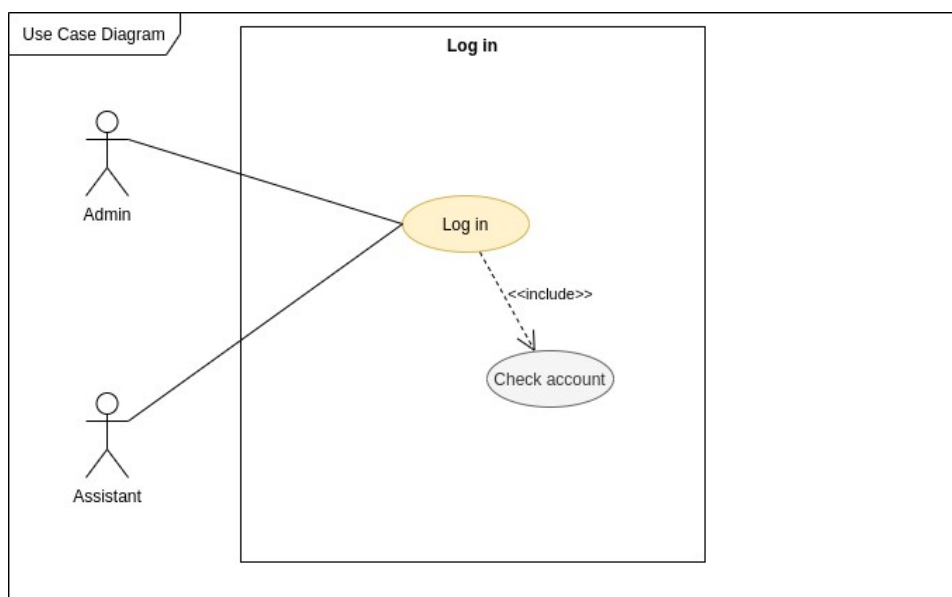 Use Case Diagram
Log in
Admin
Log in
<<include>>
Check account
Assistant